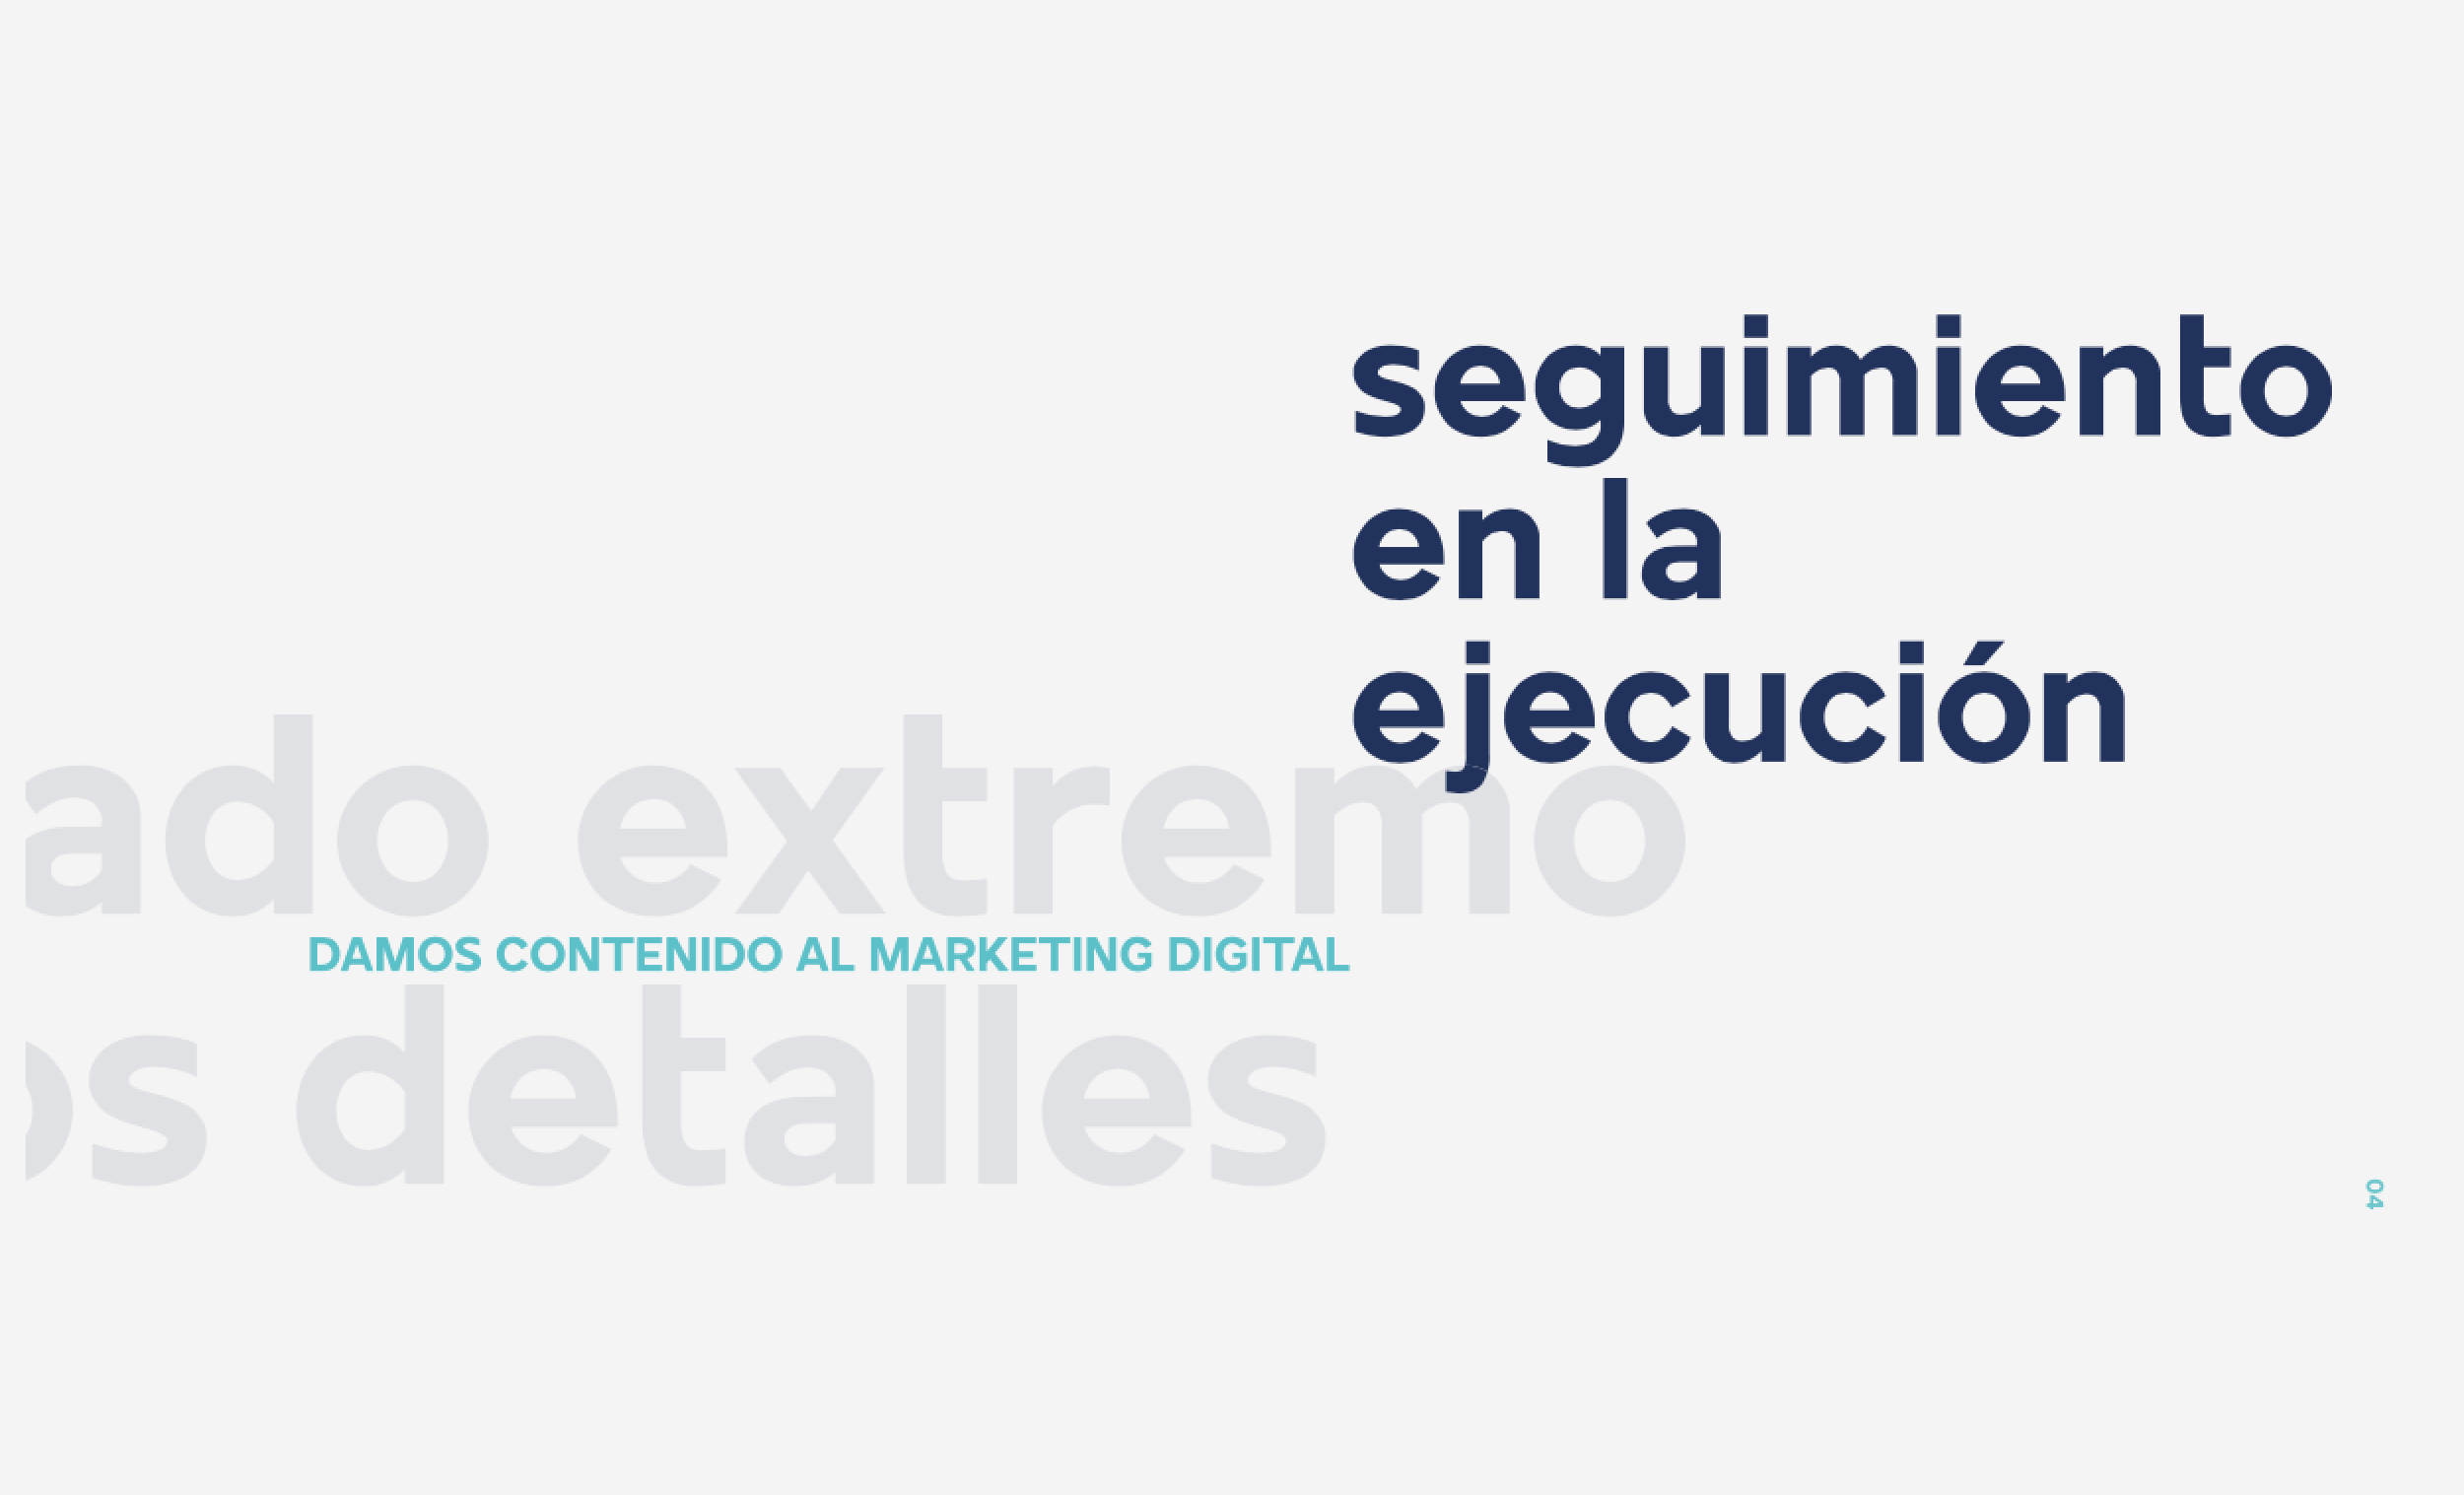 seguimiento
en la
ejecución
ado extremo
DAMOS CONTENIDO AL MARKETING DIGITAL
os detalles
04